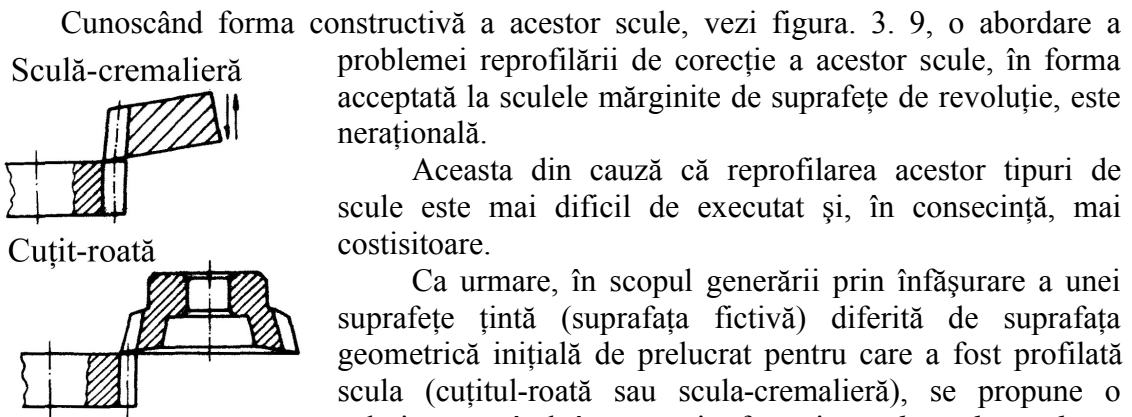 Cunoscând forma constructivă a acestor scule, vezi figura. 3. 9, o abordare a
problemei reprofilării de corecție a acestor scule, în forma
acceptată la sculele mărginite de suprafețe de revoluție, este
nerațională.
Aceasta din cauză că reprofilarea acestor tipuri de
scule este mai dificil de executat şi, în consecință, mai
costisitoare.
Ca urmare, în scopul generării prin înfăşurare a unei
suprafețe țintă (suprafața fictivă) diferită de suprafața
geometrică inițială de prelucrat pentru care a fost profilată
scula (cuțitul-roată sau scula-cremalieră), se propune o
Sculă-cremalieră
Cuțit-roată